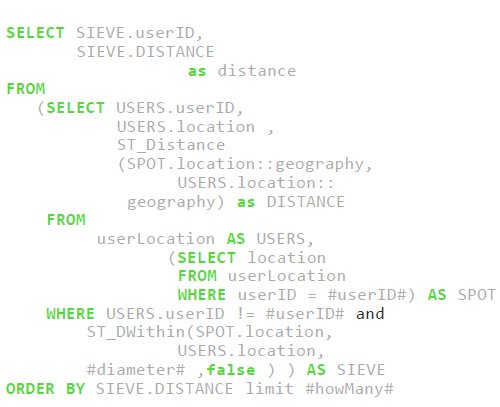 SELECT SIEVE.userID,
SIEVE.DISTANCE
as distance
FROM
(SELECT USERS.userID,
USERS.location ,
ST_Distance
(SPOT.location::geography,
USERS.location::
geography) as DISTANCE
FROM
userLocation AS USERS,
(SELECT location
FROM userLocation
WHERE userID = #userID#) AS SPOT
WHERE USERS.userID != #userID# and
ST_DWithin(SPOT.location,
USERS.location,
#diameter# ,false ) ) AS SIEVE
ORDER BY SIEVE.DISTANCE limit #howMany#